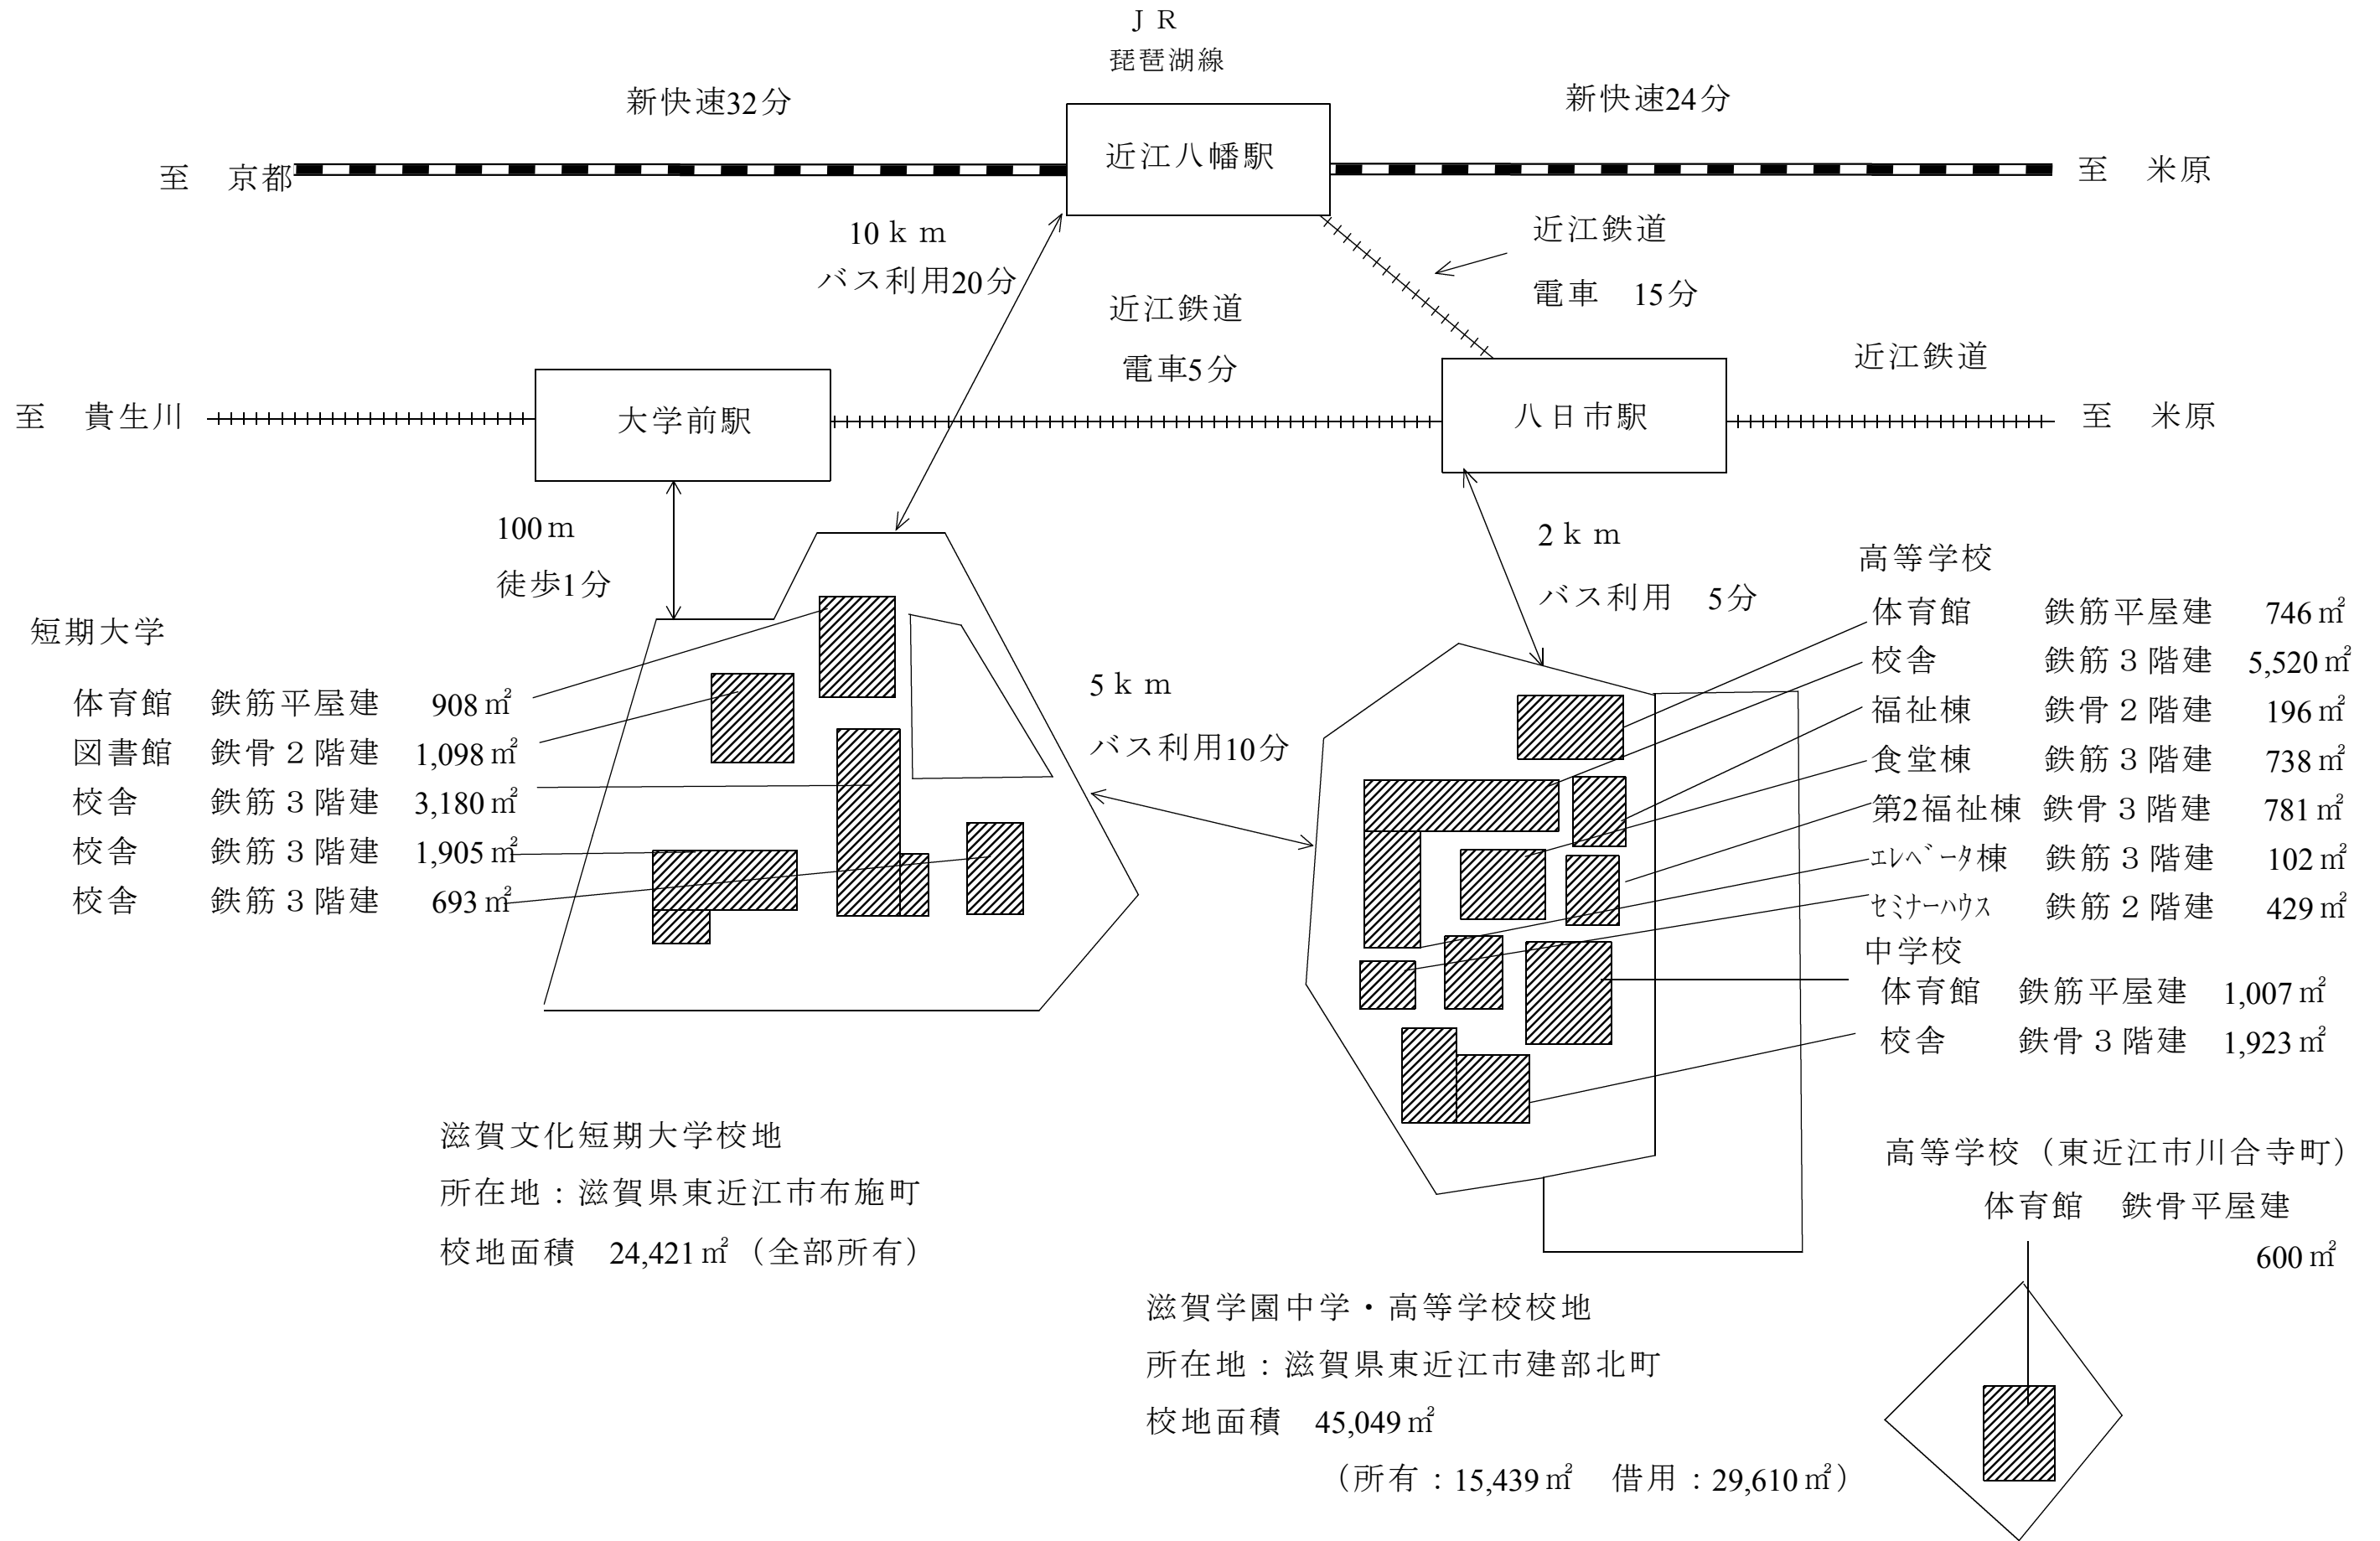 ＪＲ
琵琶湖線
新快速32分
新快速24分
至　京都
近江八幡駅
至　米原
10ｋｍ
バス利用20分
近江鉄道
電車　15分
近江鉄道
電車5分
近江鉄道
至　貴生川
大学前駅
八日市駅
至　米原
100ｍ
徒歩1分
2ｋｍ
バス利用　5分
5ｋｍ
バス利用10分
短期大学
体育館　鉄筋平屋建　908㎡
図書館　鉄骨２階建　1,098㎡
校舎　鉄筋３階建　3,180㎡
校舎　鉄筋３階建　1,905㎡
校舎　鉄筋３階建　693㎡
高等学校
体育館　鉄筋平屋建　746㎡
校舎　鉄筋３階建　5,520㎡
福祉棟　鉄骨２階建　196㎡
食堂棟　鉄筋３階建　738㎡
第2福祉棟　鉄骨３階建　781㎡
ｴﾚﾍﾞｰﾀ棟　鉄筋３階建　102㎡
ｾﾐﾅｰﾊｳｽ　鉄筋２階建　429㎡
中学校
体育館　鉄筋平屋建　1,007㎡
校舎　鉄骨３階建　1,923㎡
滋賀文化短期大学校地
所在地：滋賀県東近江市布施町
校地面積　24,421㎡（全部所有）
滋賀学園中学・高等学校校地
所在地：滋賀県東近江市建部北町
校地面積　45,049㎡
（所有：15,439㎡　借用：29,610㎡）
高等学校（東近江市川合寺町）
体育館　鉄骨平屋建
600㎡